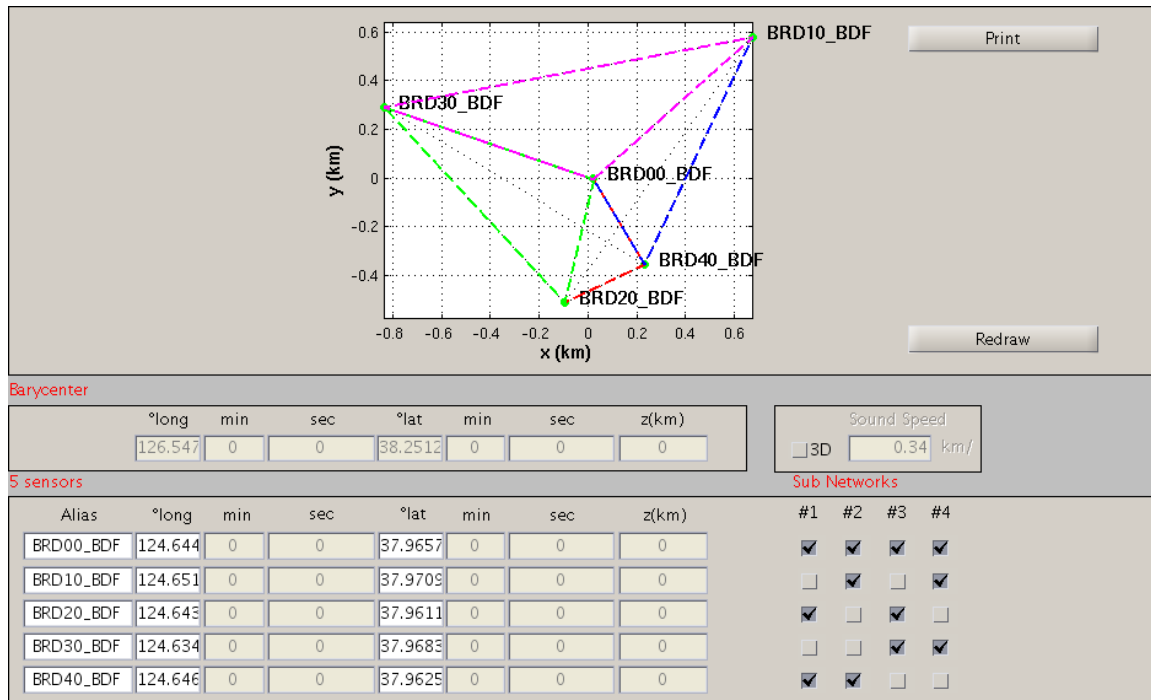 BRD10_BDF
Print
0.6
0.4
BRD30_BDF
0.2
y (km)
0
BRD00_BDF
-0.2
BRD40_BDF
-0.4
BRD20_BDF
-0.8 -0.6 -0.4 -0.2 0 0.2 0.4 0.6
x (km)
Redraw
Barycenter
°long min sec °lat min sec z(km)
126.547 0 0 38.2512 0 0 0
Sound Speed
3D 0.34 km/
5 sensors
Sub Networks
Alias °long min sec °lat min sec z(km) #1 #2 #3 #4
BRD00_BDF 124.644 0 0 37.9657 0 0 0
BRD10_BDF 124.651 0 0 37.9709 0 0 0
BRD20_BDF 124.643 0 0 37.9611 0 0 0
BRD30_BDF 124.634 0 0 37.9683 0 0 0
BRD40_BDF 124.646 0 0 37.9625 0 0 0